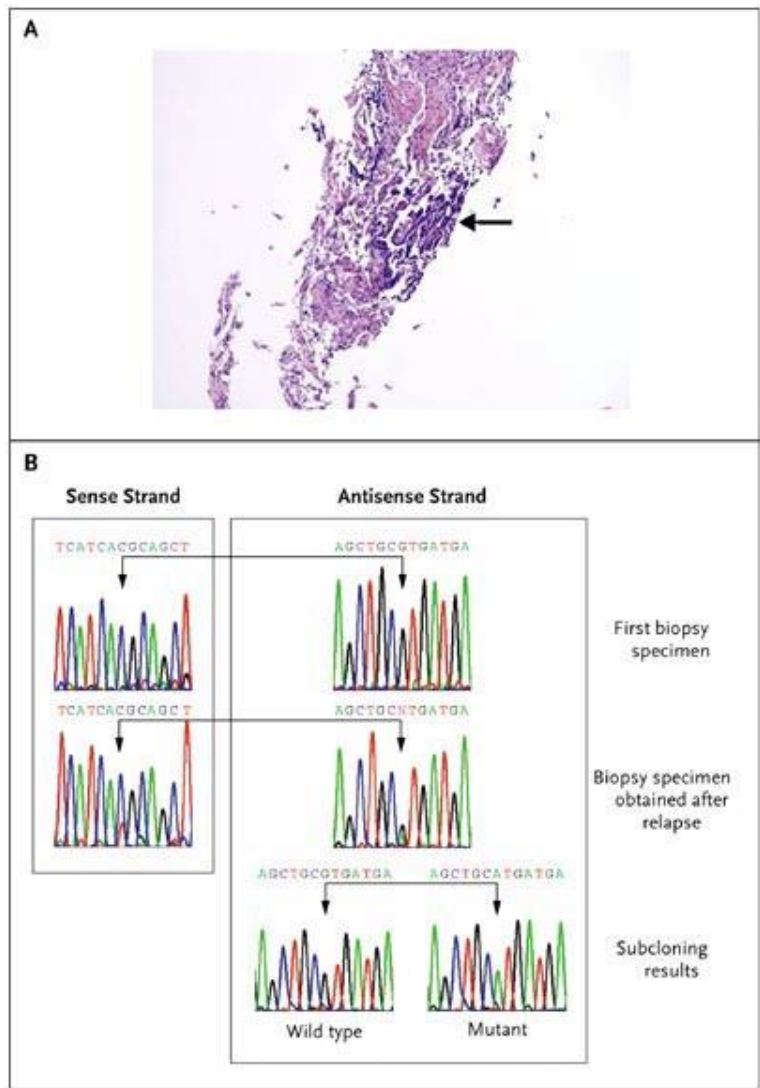 A
B
Sense Strand
Antisense Strand
TCATCACGCAGCT
AGCTGCGTGATGA
First biopsy
specimen
TCATCACGCAGCT
AGCTGCNTGATGA
Biopsy specimen
obtained after
relapse
AGCTGCGTGATGA
AGCTGCATGATGA
Subcloning
results
Wild type
Mutant